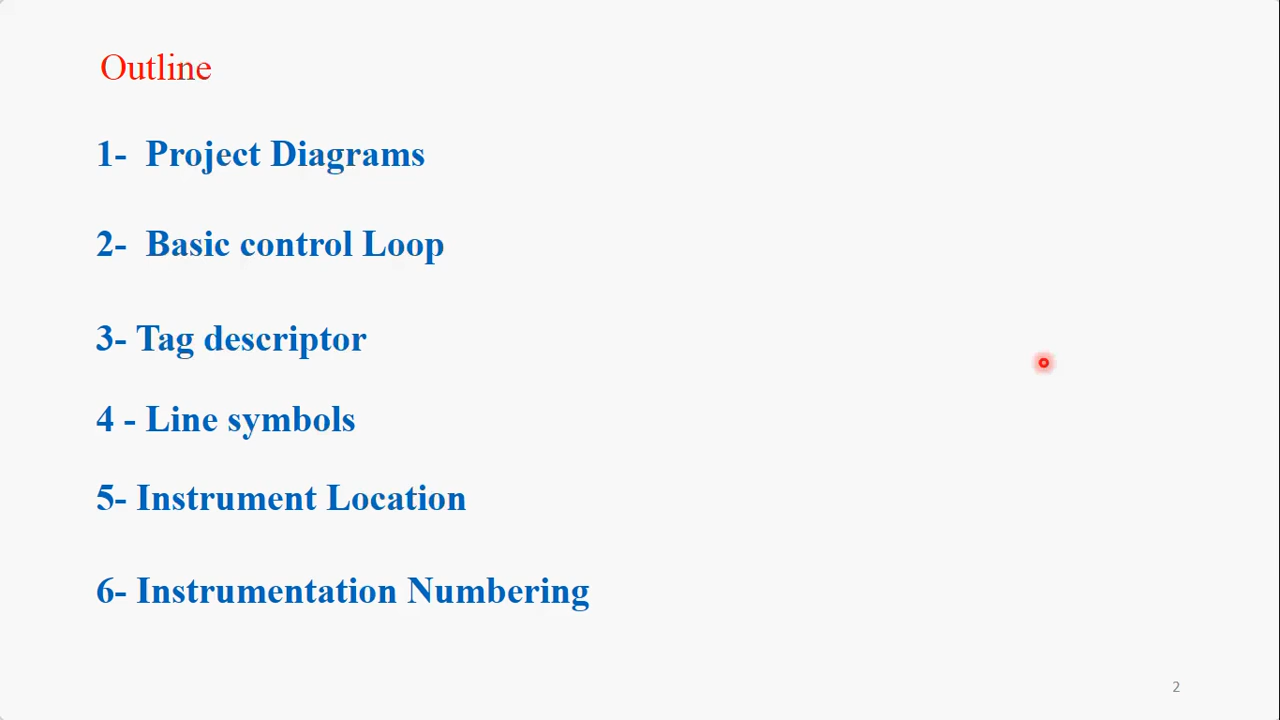 Outline
1- Project Diagrams
2- Basic control Loop
3- Tag descriptor
4 - Line symbols
5- Instrument Location
6- Instrumentation Numbering
2